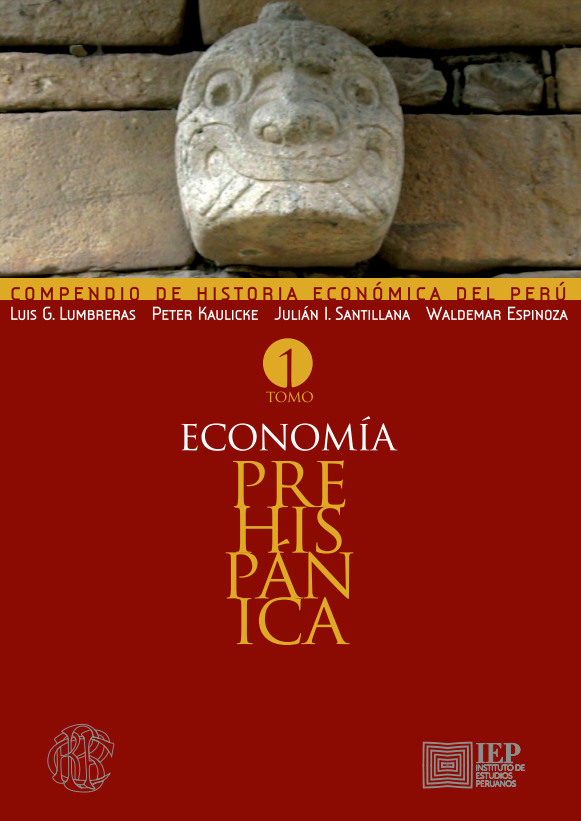 COMPENDIO DE HISTORIA ECONÓMICA DEL PERÚ
LUIS G. LUMBRERAS PETER KAULICKE JULIÁN I. SANTILLANA WALDEMAR ESPINOZA
1
TOMO
ECONOMÍA
PRE
HIS
PÁN
ICA
IEP
INSTITUTO DE
ESTUDIOS
PERUANOS